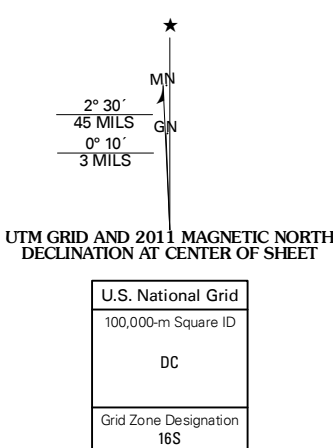 MN
2° 30´
45 MILS
GN
0° 10´
3 MILS
UTM GRID AND 2011 MAGNETIC NORTH
DECLINATION AT CENTER OF SHEET
U.S. National Grid
100,000-m Square ID
DC
Grid Zone Designation
16S